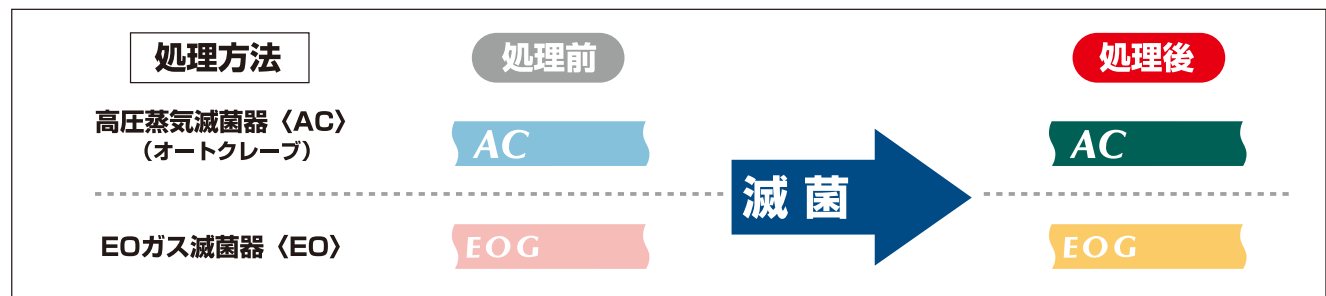 処理方法
処理前
処理後
高圧蒸気滅菌器〈AC〉
（オートクレーブ）
AC
滅菌
AC
EOガス滅菌器〈EO〉
EOG
EOG